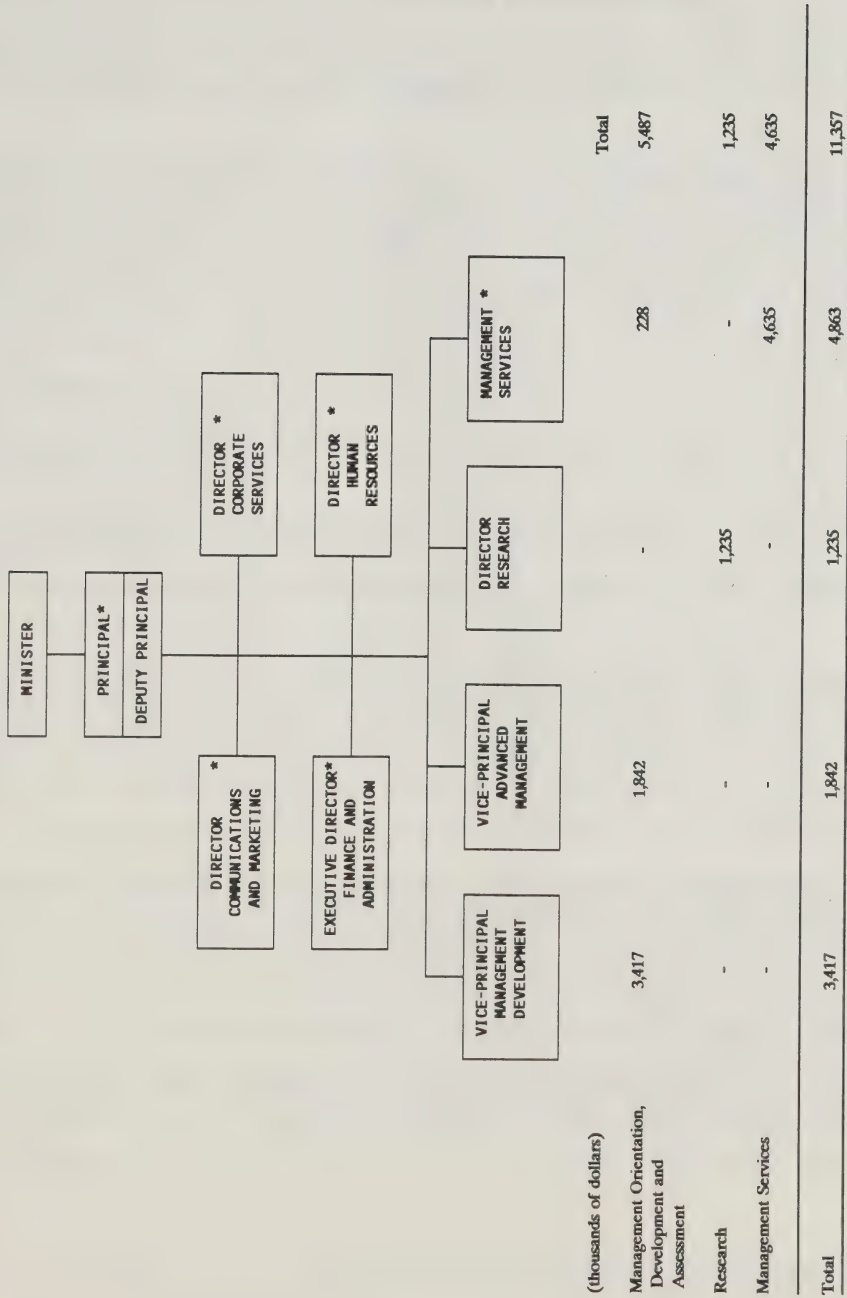 MINISTER
PRINCIPAL*
DEPUTY PRINCIPAL
DIRECTOR *
COMMUNICATIONS
AND MARKETING
DIRECTOR *
CORPORATE
SERVICES
EXECUTIVE DIRECTOR*
FINANCE AND
ADMINISTRATION
DIRECTOR *
HUMAN
RESOURCES
VICE-PRINCIPAL
MANAGEMENT
DEVELOPMENT
VICE-PRINCIPAL
ADVANCED
MANAGEMENT
DIRECTOR
RESEARCH
MANAGEMENT *
SERVICES
(thousands of dollars) Total
Management Orientation, 3,417 1,842 - 228 5,487
Development and
Assessment
Research - - 1,235 - 1,235
Management Services - - - 4,635 4,635
Total 3,417 1,842 1,235 4,863 11,357